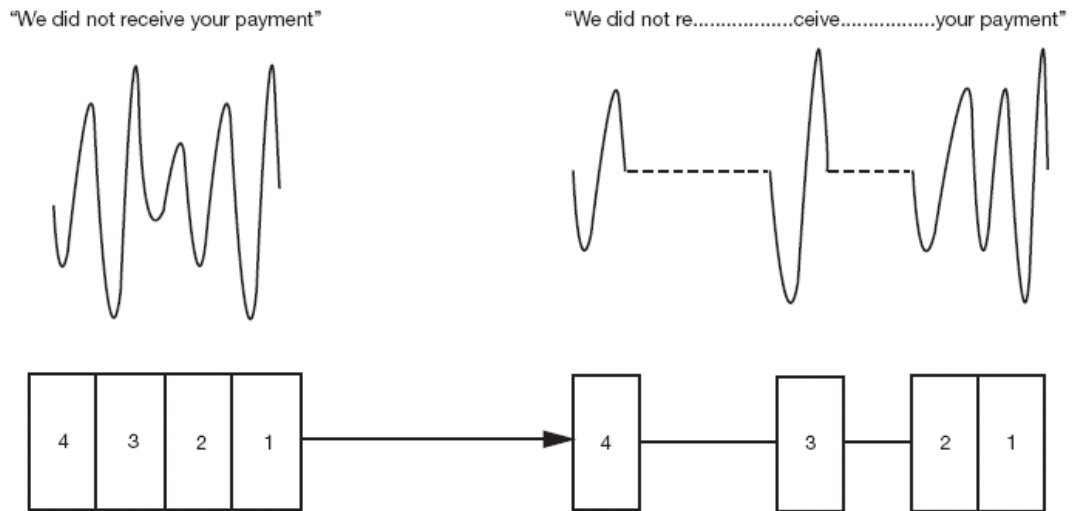 “We did not receive your payment”
“We did not re.................ceive.................your payment”
4 3 2 1
4 3 2 1